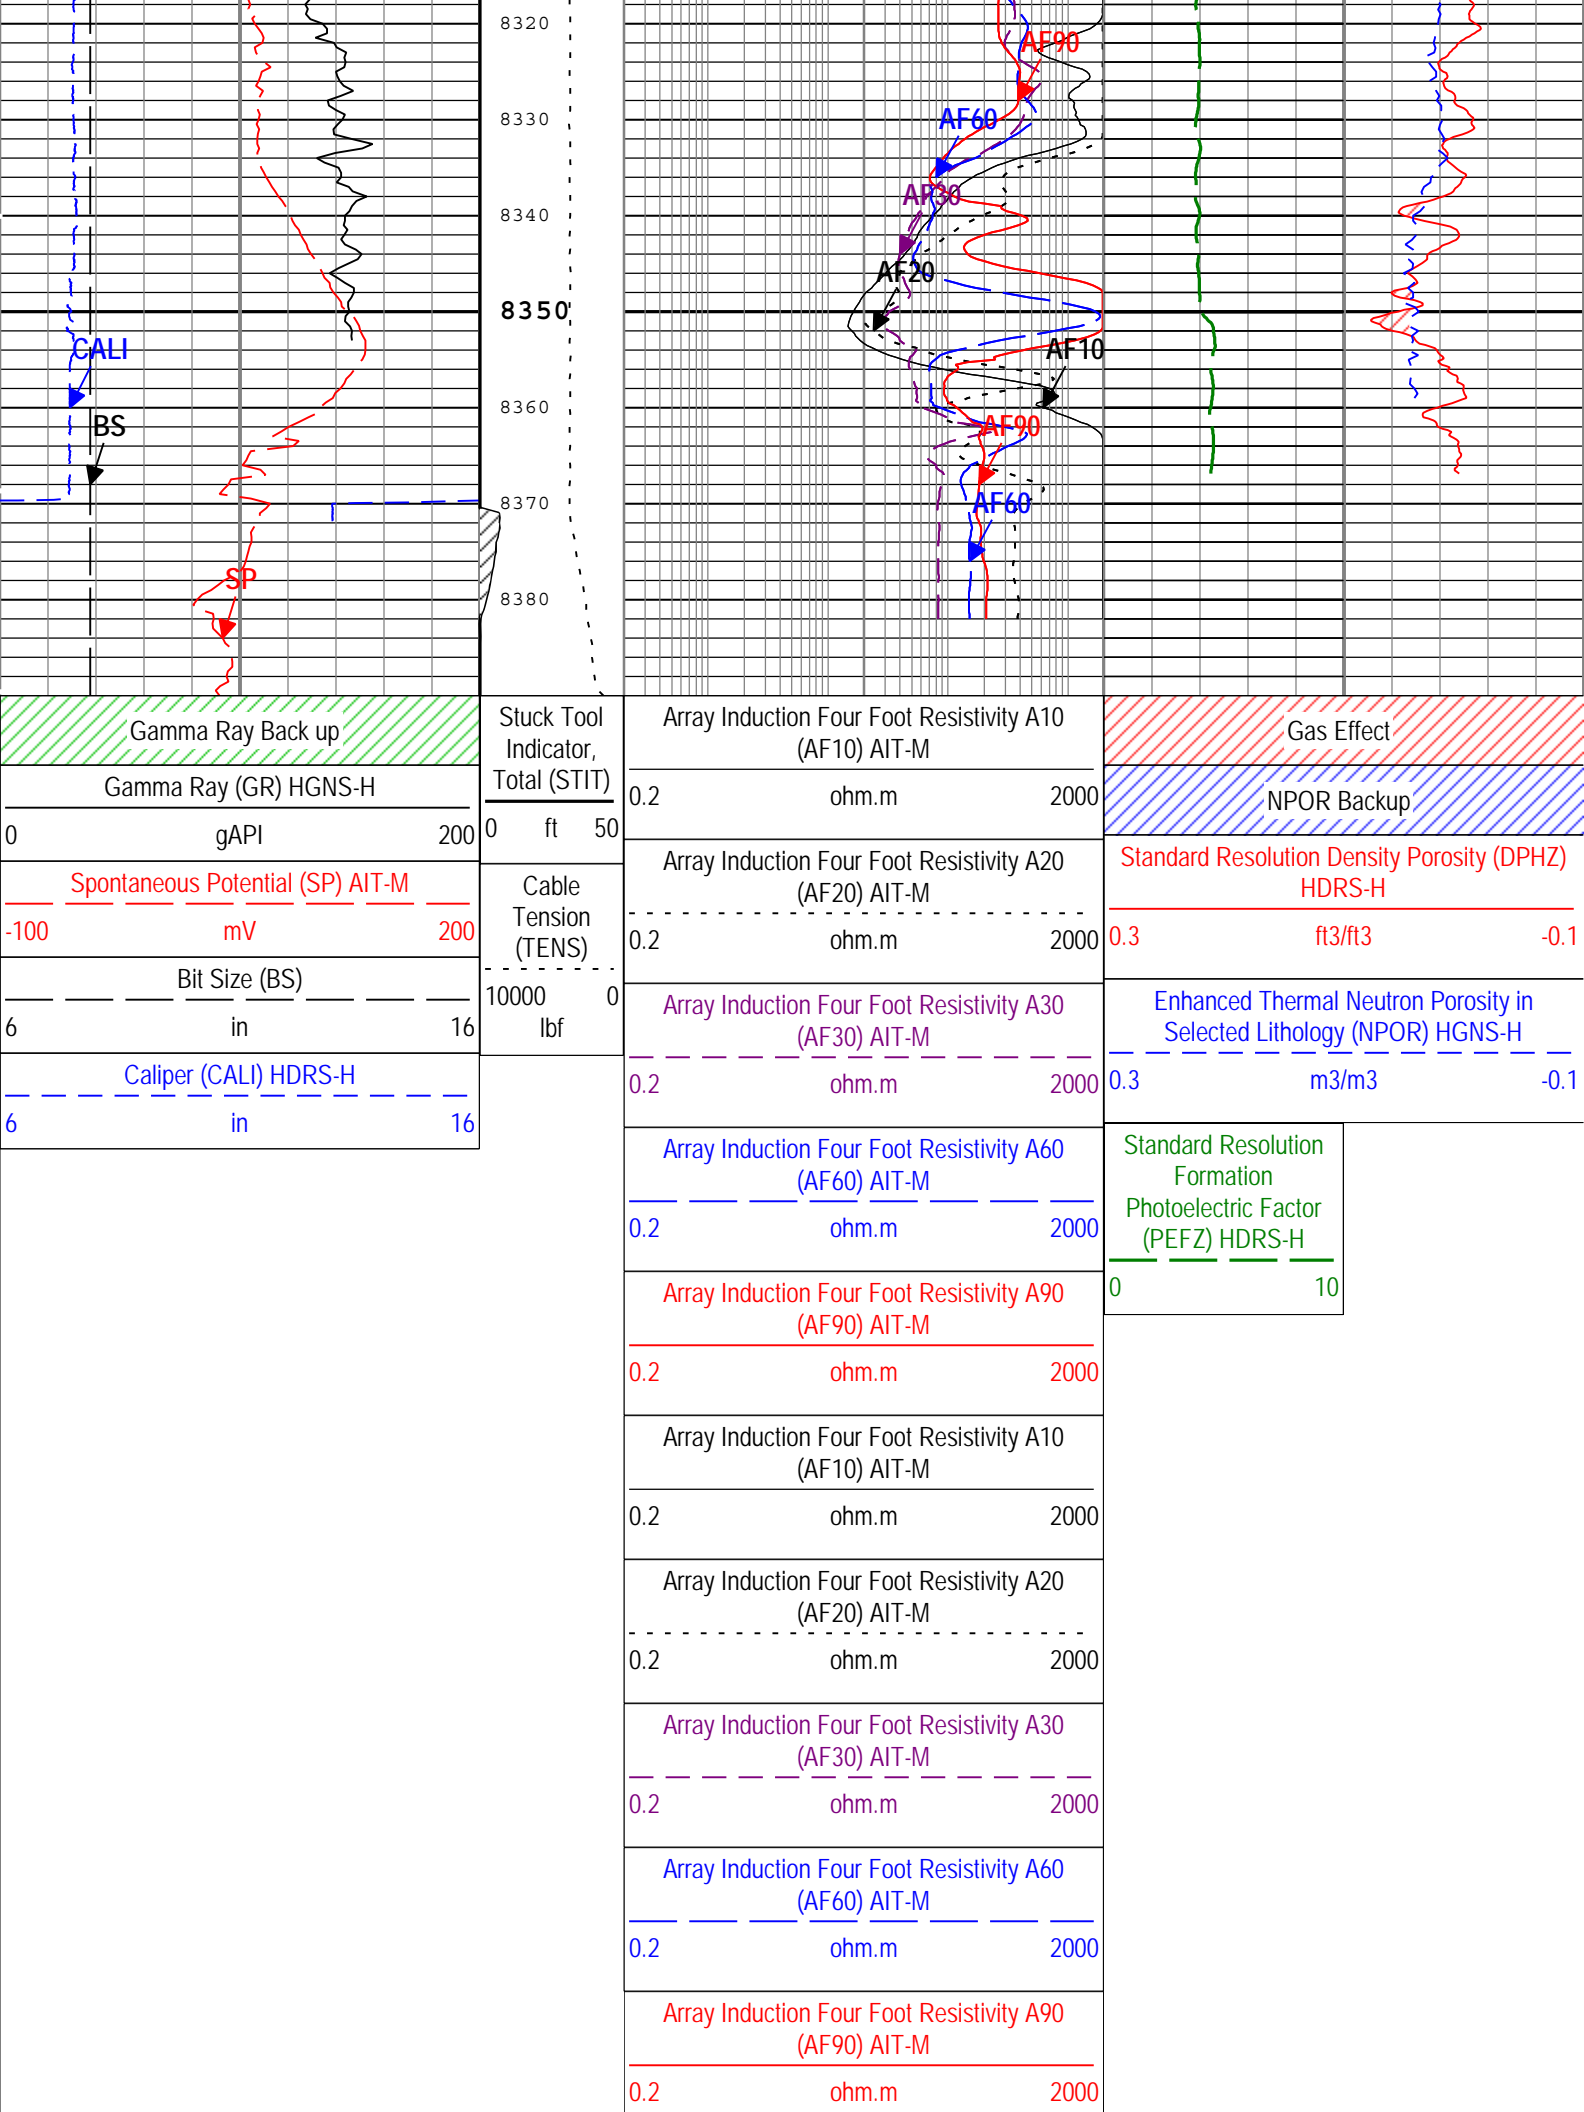 8320
AF90
8330
AF60
AF30
8340
AF20
8350
CALI
AF10
8360
BS
AF90
8370
AF60
SP
8380
Gamma Ray Back up
Gamma Ray (GR) HGNS-H
0 gAPI 200
Spontaneous Potential (SP) AIT-M
-100 mV 200
Bit Size (BS)
6 in 16
Caliper (CALI) HDRS-H
6 in 16
Stuck Tool
Indicator,
Total (STIT)
0 ft 50
Cable
Tension
(TENS)
10000 0
lbf
Array Induction Four Foot Resistivity A10
(AF10) AIT-M
0.2 ohm.m 2000
Array Induction Four Foot Resistivity A20
(AF20) AIT-M
0.2 ohm.m 2000
Array Induction Four Foot Resistivity A30
(AF30) AIT-M
0.2 ohm.m 2000
Array Induction Four Foot Resistivity A60
(AF60) AIT-M
0.2 ohm.m 2000
Array Induction Four Foot Resistivity A90
(AF90) AIT-M
0.2 ohm.m 2000
Array Induction Four Foot Resistivity A10
(AF10) AIT-M
0.2 ohm.m 2000
Array Induction Four Foot Resistivity A20
(AF20) AIT-M
0.2 ohm.m 2000
Array Induction Four Foot Resistivity A30
(AF30) AIT-M
0.2 ohm.m 2000
Array Induction Four Foot Resistivity A60
(AF60) AIT-M
0.2 ohm.m 2000
Array Induction Four Foot Resistivity A90
(AF90) AIT-M
0.2 ohm.m 2000
Gas Effect
NPOR Backup
Standard Resolution Density Porosity (DPHZ)
HDRS-H
0.3 ft3/ft3 -0.1
Enhanced Thermal Neutron Porosity in
Selected Lithology (NPOR) HGNS-H
0.3 m3/m3 -0.1
Standard Resolution
Formation
Photoelectric Factor
(PEFZ) HDRS-H
0 10